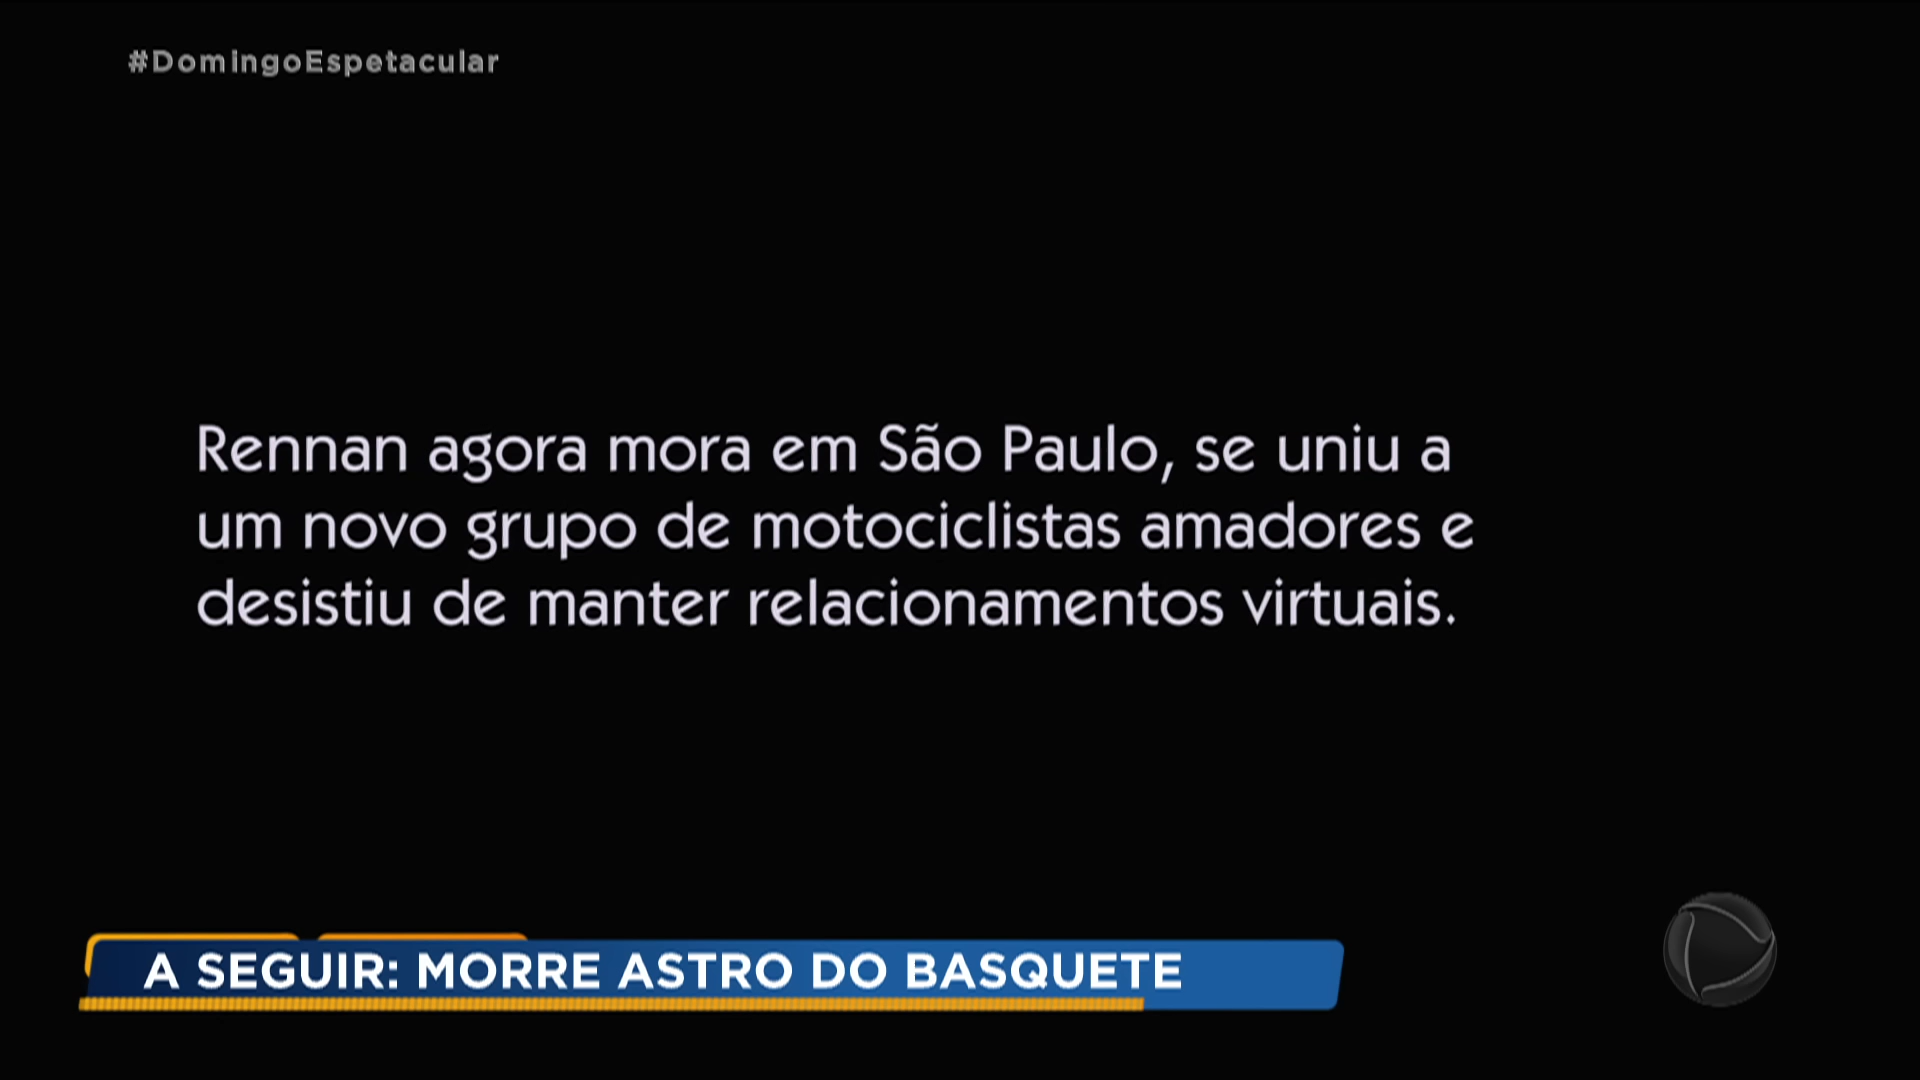 #DomingoEspetacular
Rennan agora mora em São Paulo, se uniu a
um novo grupo de motociclistas amadores e
desistiu de manter relacionamentos virtuais.
A SEGUIR: MORRE ASTRO DO BASQUETE